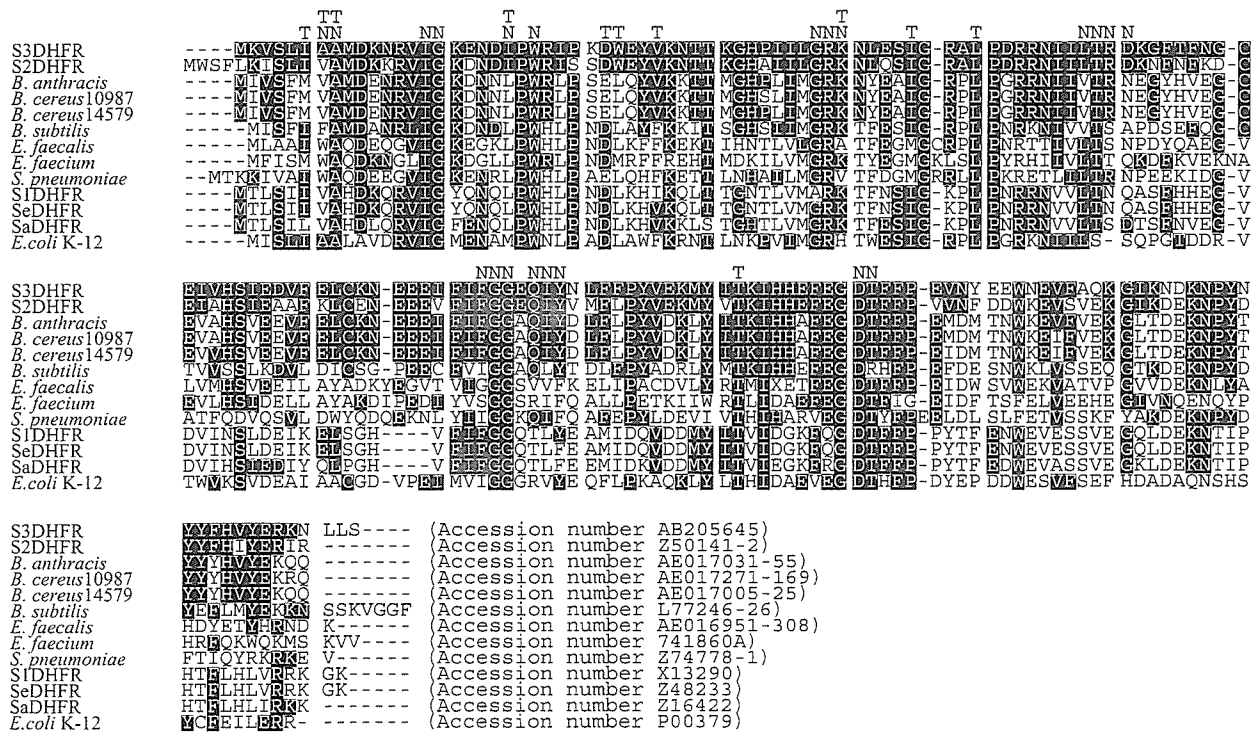 TT T T
T NN NN N N TT T NNN T T NNN N
S3DHFR ----MKVSLI AAMDKNRVIG KENDIPWRIP KDWEYVKNTT KGHPIILGRK NLESIG-RAL PDRRNIILTR DKGFTFNG-C
S2DHFR MWSFLKISLI VAMDKKRVIG KDNDIPWRIS SDWEYVKNTT KGHAIILGRK NLQSIG-RAL PDRRNIILTR DKNFNFKD-C
B. anthracis ----MIVSFM VAMDENRVIG KDNNLPWRLP SELQYVKKTT MGHPLIMGRK NYEAIG-RPL PGRRNIIVTR NEGYHVEG-C
B. cereus10987 ----MIVSFM VAMDENRVIG KDNNLPWRLP SELQYVKKTT MGHSLIMGRK NYEAIG-RPL PGRRNIIVTR NEGYHVEG-C
B. cereus14579 ----MIVSFM VAMDENRVIG KDNNLPWRLP SELQYVKKTT MGHPLIMGRK NYEAIG-RPL PGRRNIIVTR NEGYHVEG-C
B. subtilis -----MISFI FAMDANRLIG KDNDLPWHLP NDLAYFKKIT SGHSIIMGRK TFESIG-RPL PNRKNIVVTS APDSEFQG-C
E. faecalis -----MLAAI WAQDEQGVIG KEGKLPWHLP NDLKFFKEKT IHNTLVLGRA TFEGMGCRPL PNRTTIVLTS NPDYQAEG-V
E. faecium -----MFISM WAQDKNGLIG KDGLLPWRLP NDMRFFREHT MDKILVMGRK TYEGMGKLSL PYRHIIVLTT QKDFKVEKNA
S. pneumoniae --MTKKIVAI WAQDEEGVIG KENRLPWHLP AELQHFKETT LNHAILMGRV TFDGMGRRLL PKRETLILTR NPEEKIDG-V
S1DHFR ----MTLSII VAHDKQRVIG YQNQLPWHLP NDLKHIKQLT TGNTLVMARK TFNSIG-KPL PNRRNVVLTN QASFHHEG-V
SeDHFR ----MTLSII VAHDKQRVIG YQNQLPWHLP NDLKHVKQLT TGNTLVMGRK TFNSIG-KPL PNRRNVVLTN QASFHHEG-V
SaDHFR ----MTLSIL VAHDLQRVIG FENQLPWHLP NDLKHVKKLS TGHTLVMGRK TFESIG-KPL PNRRNVVLTS DTSFNVEG-V
E.coli K-12 -----MISLI AALAVDRVIG MENAMPWNLP ADLAWFKRNT LNKPVIMGRH TWESIG-RPL PGRKNIILS- SQPGTDDR-V
NNN NNN T NN
S3DHFR EIVHSIEDVF ELCKN-EEEI FIFGGEQIYN LFFPYVEKMY ITKIHHEFEG DTFFP-EVNY EEWNEVFAQK GIKNDKNPYN
S2DHFR EIAHSIEAAF KLCEN-EEEV FIFGGEQIYV MFLPYVEKMY VTKIHHEFEG DTFFP-VVNF DDWKEVSVEK GIKDEKNPYD
B. anthracis EVAHSVEEVF ELCKN-EEEI FIFGGAQIYD LFLPYVDKLY ITKIHHAFEG DTFFP-EMDM TNWKEVFVEK GLTDEKNPYT
B. cereus10987 EVAHSVEEVF ELCKN-EEEI FIFGGAQIYD LFLPYVDKLY ITKIHHAFEG DTFFP-EMDM TNWKEIFVEK GLTDEKNPYT
B. cereus14579 EVVHSVEEVF ELCKN-EEEI FIFGGAQIYD LFLPYVDKLY ITKIHHAFEG DTFFP-EIDM TNWKEIFVEK GLTDEKNPYT
B. subtilis TVVSSLKDVL DICSG-PEEC FVIGGAQLYT DLFPYADRLY MTKIHHEFEG DRHFP-EFDE SNWKLVSSEQ GTKDEKNPYD
E. faecalis LVMHSVEEIL AYADKYEGVT VIGGGSVVFK ELIPACDVLY RTMIXETFEG DTFFP-EIDW SVWEKVATVP GVVDEKNLYA
E. faecium EVLHSIDELL AYAKDIPEDI YVSGGSRIFQ ALLPETKIIW RTLIDAEFEG DTFIG-EIDF TSFELVEEHE GIVNQENQYP
S. pneumoniae ATFQDVQSVL DWYQDQEKNL YIIGGKQIFQ AFEPYLDEVI VTHIHARVEG DTYFPEELDL SLFETVSSKF YAKDEKNPYD
S1DHFR DVINSLDEIK ELSGH----V FIFGGQTLYE AMIDQVDDMY ITVIDGKFQG DTFFP-PYTF ENWEVESSVE GQLDEKNTIP
SeDHFR DVINSLDEIK ELSGH----V FIFGGQTLFE AMIDQVDDMY ITVIDGKFQG DTFFP-PYTF ENWEVESSVE GQLDEKNTIP
SaDHFR DVIHSIEDIY QLPGH----V FIFGGQTLFE EMIDKVDDMY ITVIEGKFRG DTFFP-PYTF EDWEVASSVE GKLDEKNTIP
E.coli K-12 TWVKSVDEAI AACGD-VPEI MVIGGGRVYE QFLPKAQKLY LTHIDAEVEG DTHFP-DYEP DDWESVFSEF HDADAQNSHS
S3DHFR YYFHVYERKN LLS----- (Accession number AB205645)
S2DHFR YYFHIYERIR ------- (Accession number Z50141-2)
B. anthracis YYYHVYEKQQ ------- (Accession number AE017031-55)
B. cereus10987 YYYHVYEKRQ ------- (Accession number AE017271-169)
B. cereus14579 YYYHVYEKQQ ------- (Accession number AE017005-25)
B. subtilis YEFLMYEKKN SSKVGGF (Accession number L77246-26)
E. faecalis HDYETYHRND K------ (Accession number AE016951-308)
E. faecium HRFQKWQKMS KVV---- (Accession number 741860A)
S. pneumoniae FTIQYRKRKE V------ (Accession number Z74778-1)
S1DHFR HTFLHLVRRK GK----- (Accession number X13290)
SeDHFR HTFLHLVRRK GK----- (Accession number Z48233)
SaDHFR HTFLHLIRKK ------- (Accession number Z16422)
E.coli K-12 YCFEILERR- ------- (Accession number P00379)